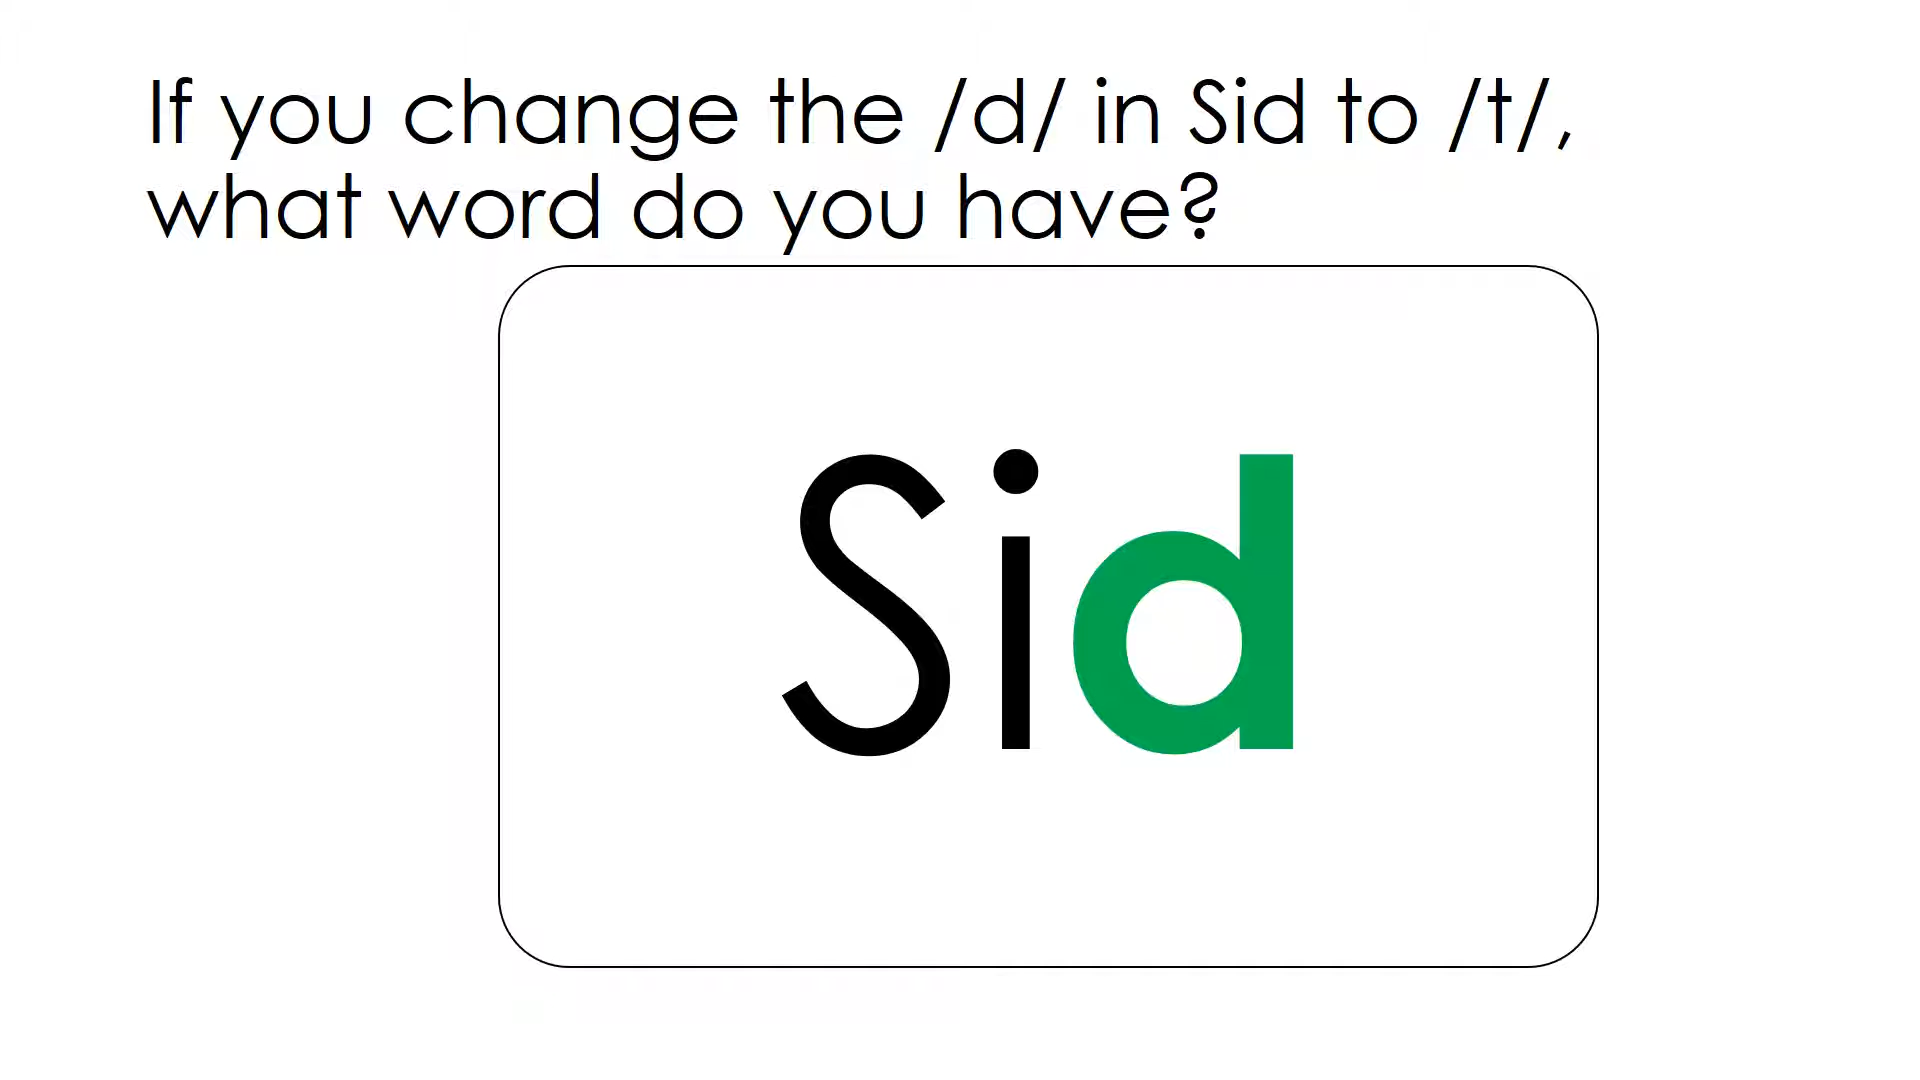 If you change the /d/ in Sid to /t/,
what word do you have?
Sid